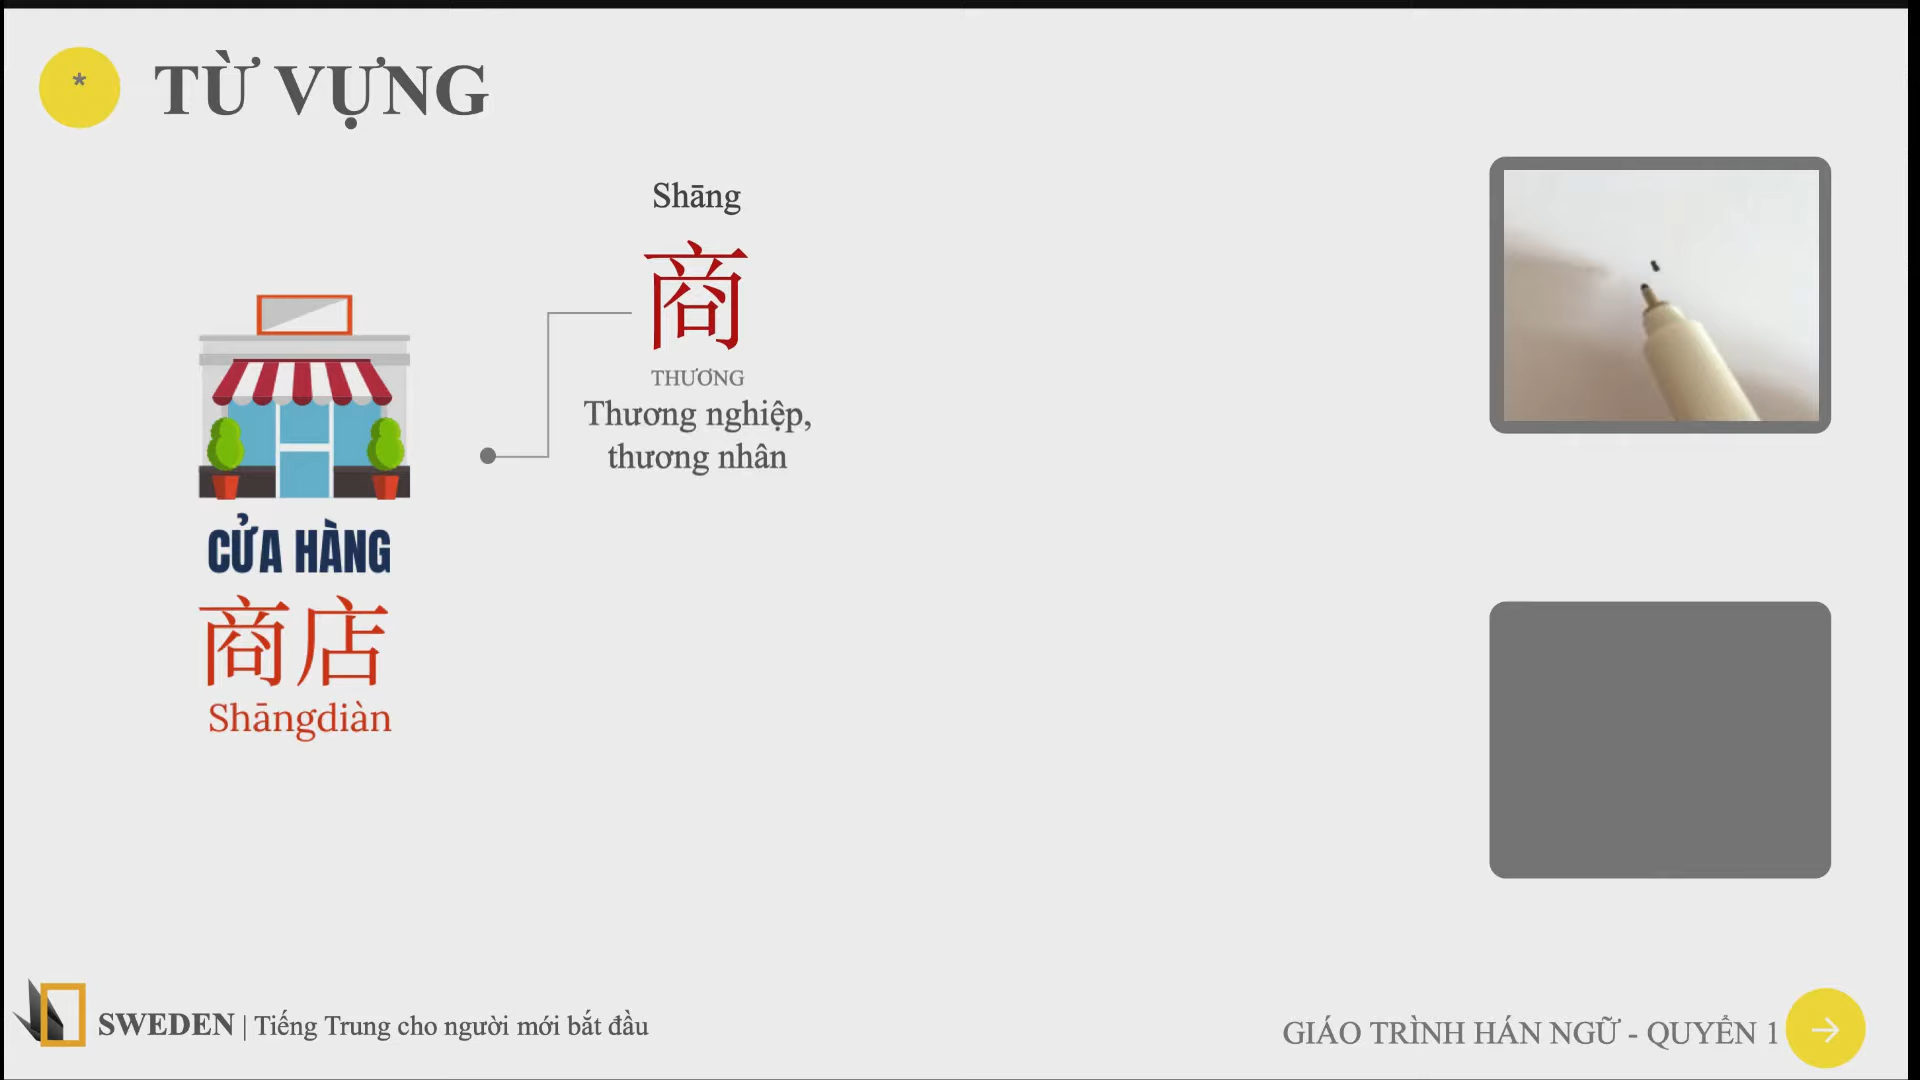 *
TỪ VỰNG
Shāng
商
THƯƠNG
Thương nghiệp,
thương nhân
CỬA HÀNG
商店
Shāngdiàn
SWEDEN | Tiếng Trung cho người mới bắt đầu
GIÁO TRÌNH HÁN NGỮ - QUYỂN 1